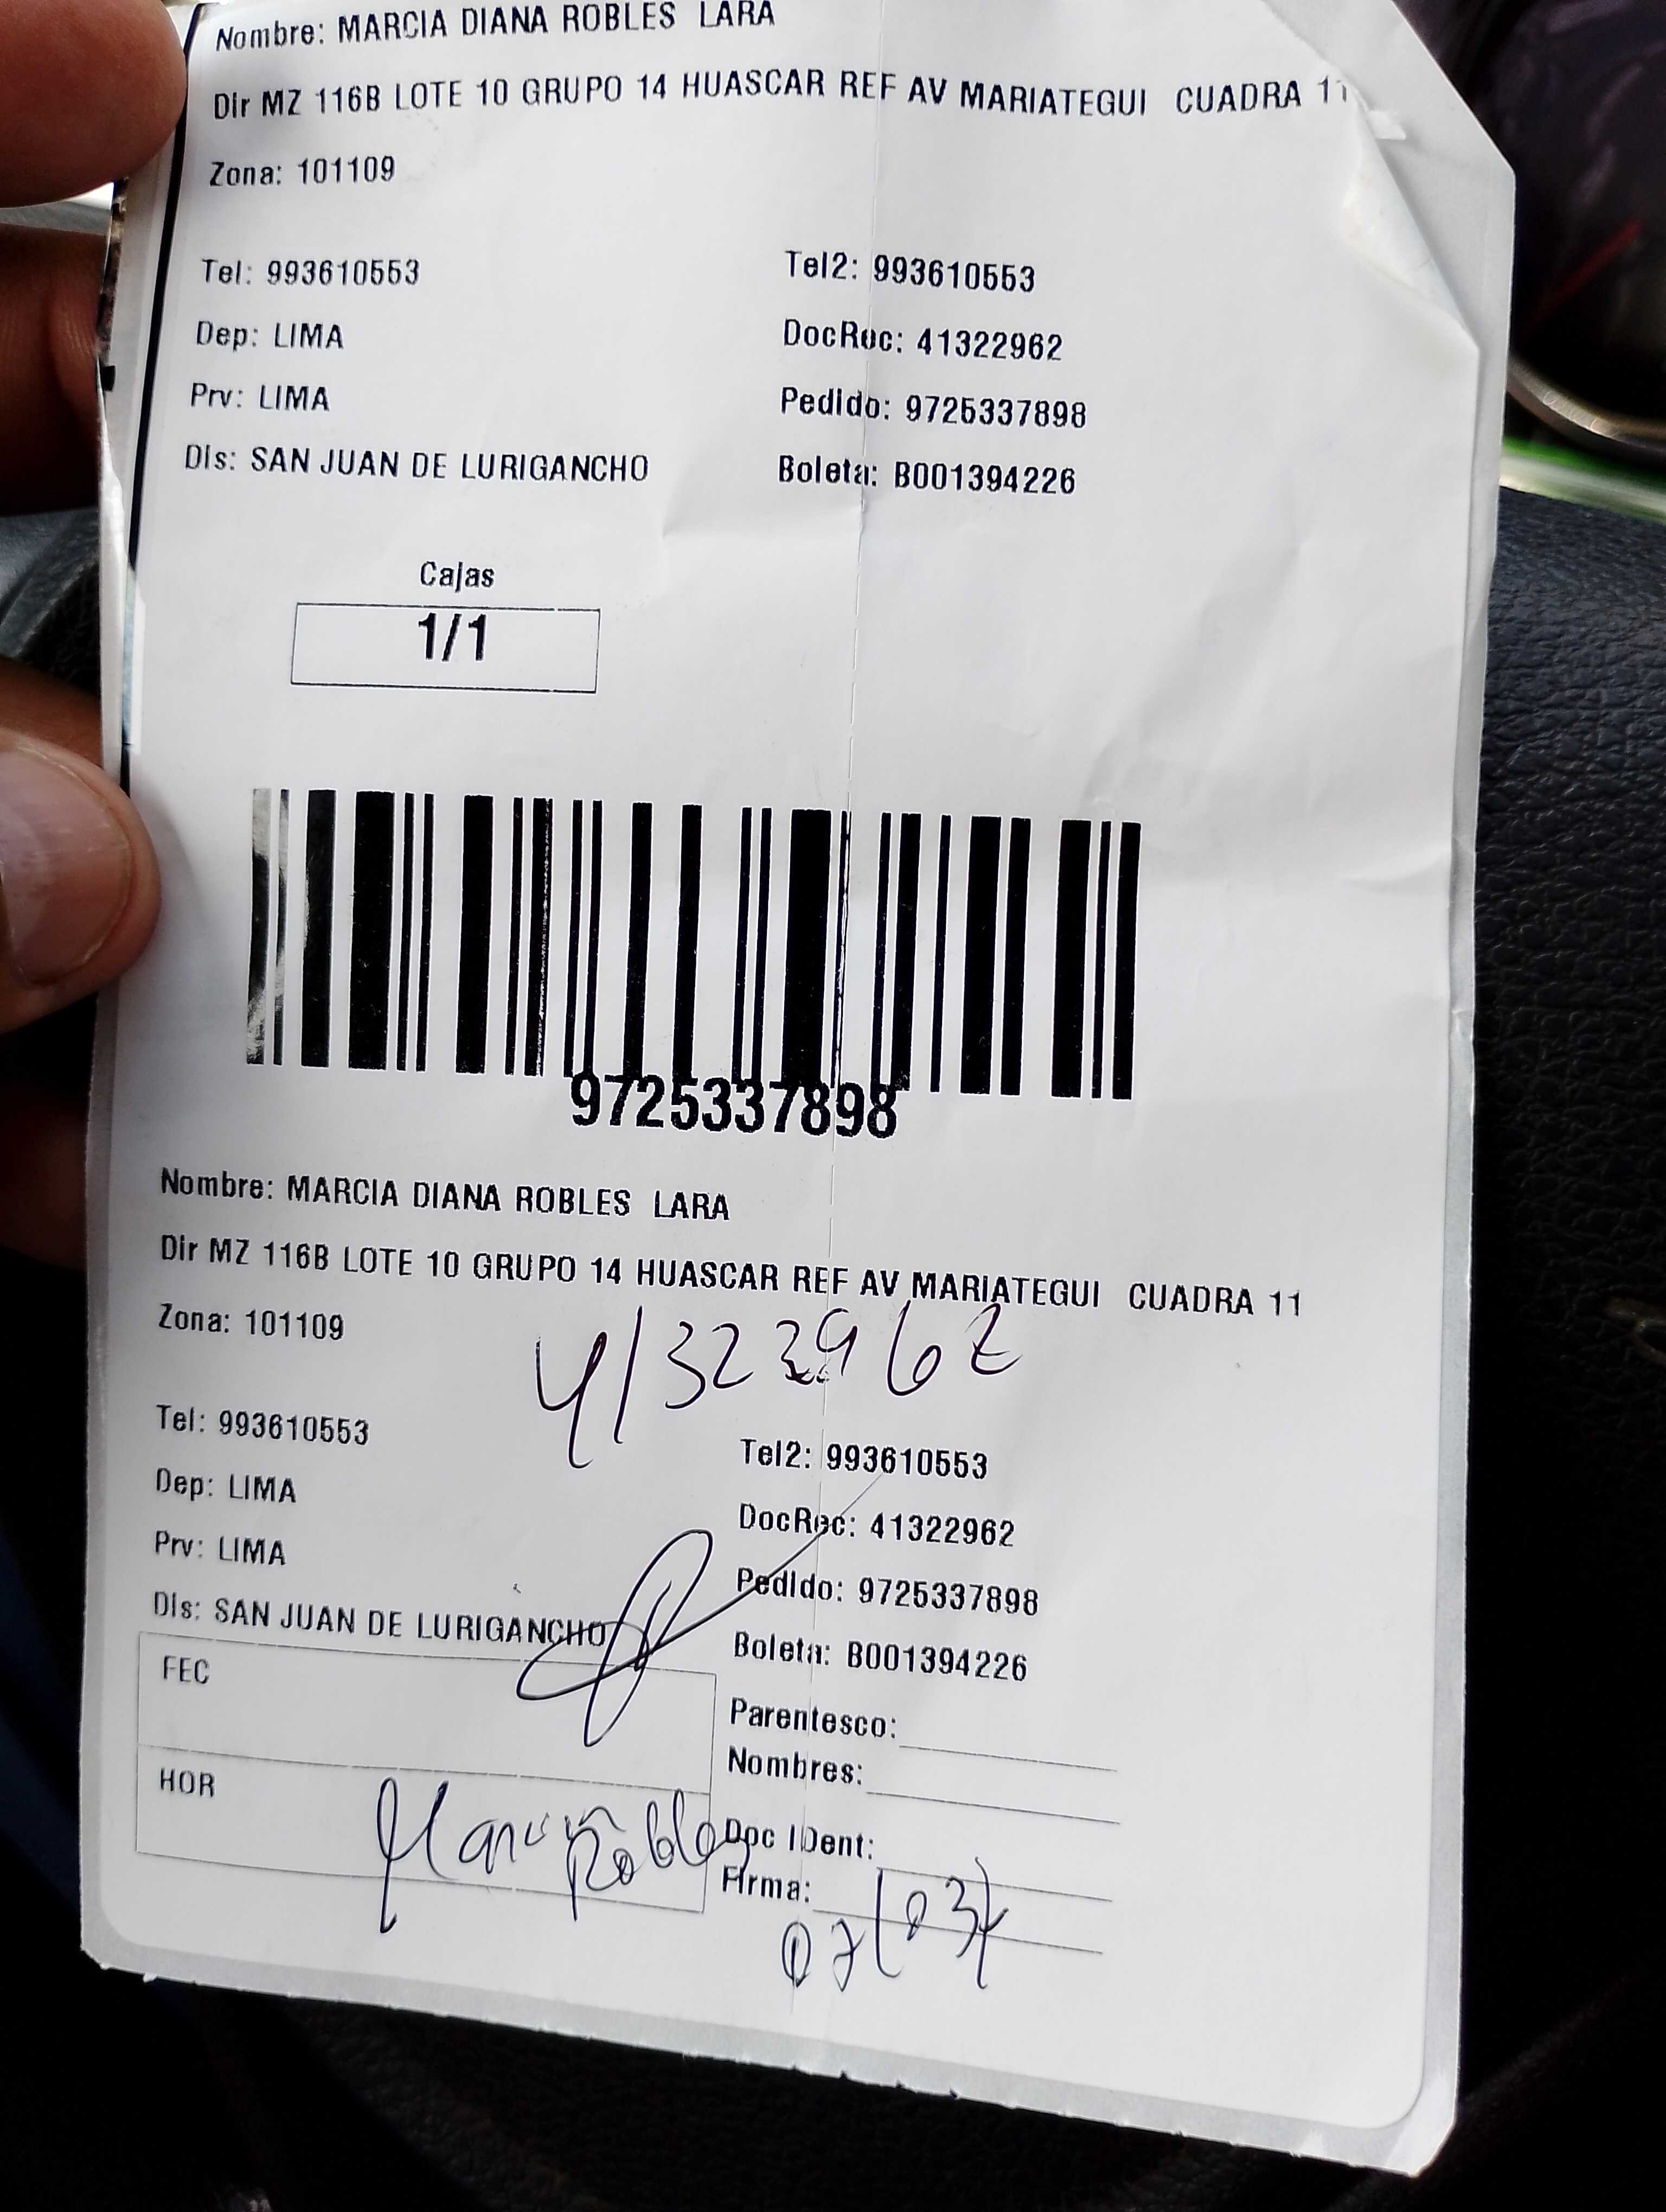 Nombre: MARCIA DIANA ROBLES LARA
Dir MZ 116B LOTE 10 GRUPO 14 HUASCAR REF AV MARIATEGUI CUADRA 11
Zona: 101109
Tel: 993610553
Tel2: 993610553
Dep: LIMA
DocRec: 41322962
Prv: LIMA
Pedido: 9725337898
Dis: SAN JUAN DE LURIGANCHO
Boleta: B001394226
Cajas
1/1
9725337898
Nombre: MARCIA DIANA ROBLES LARA
Dir MZ 116B LOTE 10 GRUPO 14 HUASCAR REF AV MARIATEGUI CUADRA 11
Zona: 101109
41322962
Tel: 993610553
Tel2: 993610553
Dep: LIMA
DocRec: 41322962
Prv: LIMA
Pedido: 9725337898
Dis: SAN JUAN DE LURIGANCHO
Boleta: B001394226
FEC
Parentesco:
Nombres:
HOR
Marcia
Robles
Doc IDent:
Firma:
07/03/